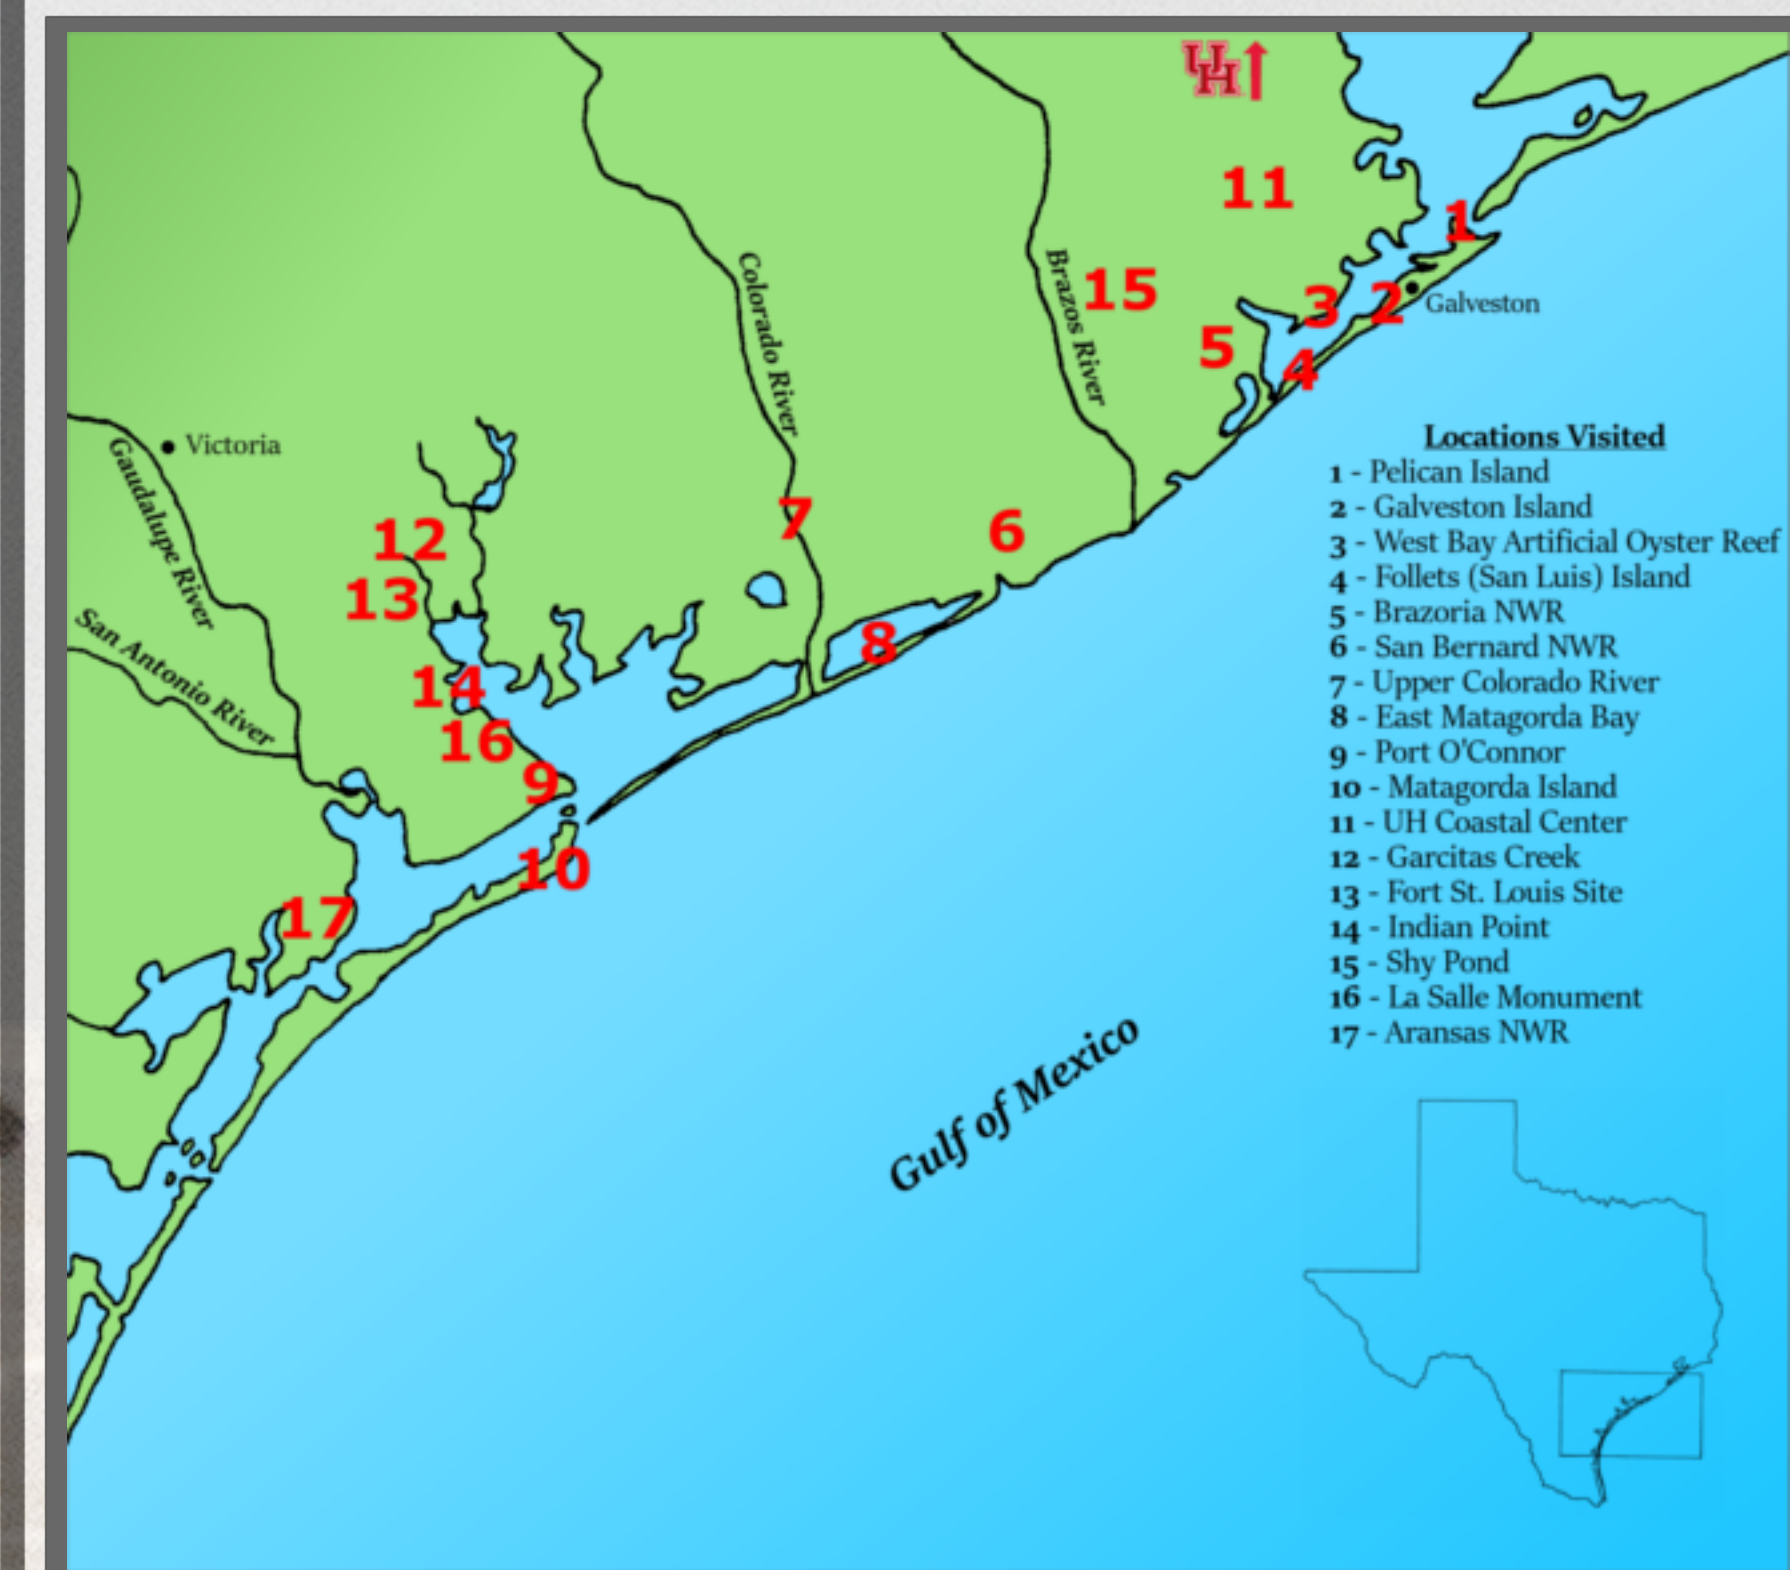 UH
11
1
Brazos River
15
Colorado River
3
2
Galveston
5
4
Locations Visited
1 - Pelican Island
2 - Galveston Island
3 - West Bay Artificial Oyster Reef
4 - Follets (San Luis) Island
5 - Brazoria NWR
6 - San Bernard NWR
7 - Upper Colorado River
8 - East Matagorda Bay
9 - Port O'Connor
10 - Matagorda Island
11 - UH Coastal Center
12 - Garcitas Creek
13 - Fort St. Louis Site
14 - Indian Point
15 - Shy Pond
16 - La Salle Monument
17 - Aransas NWR
Victoria
Gaudalupe River
San Antonio River
7
6
12
13
8
14
16
9
10
17
Gulf of Mexico